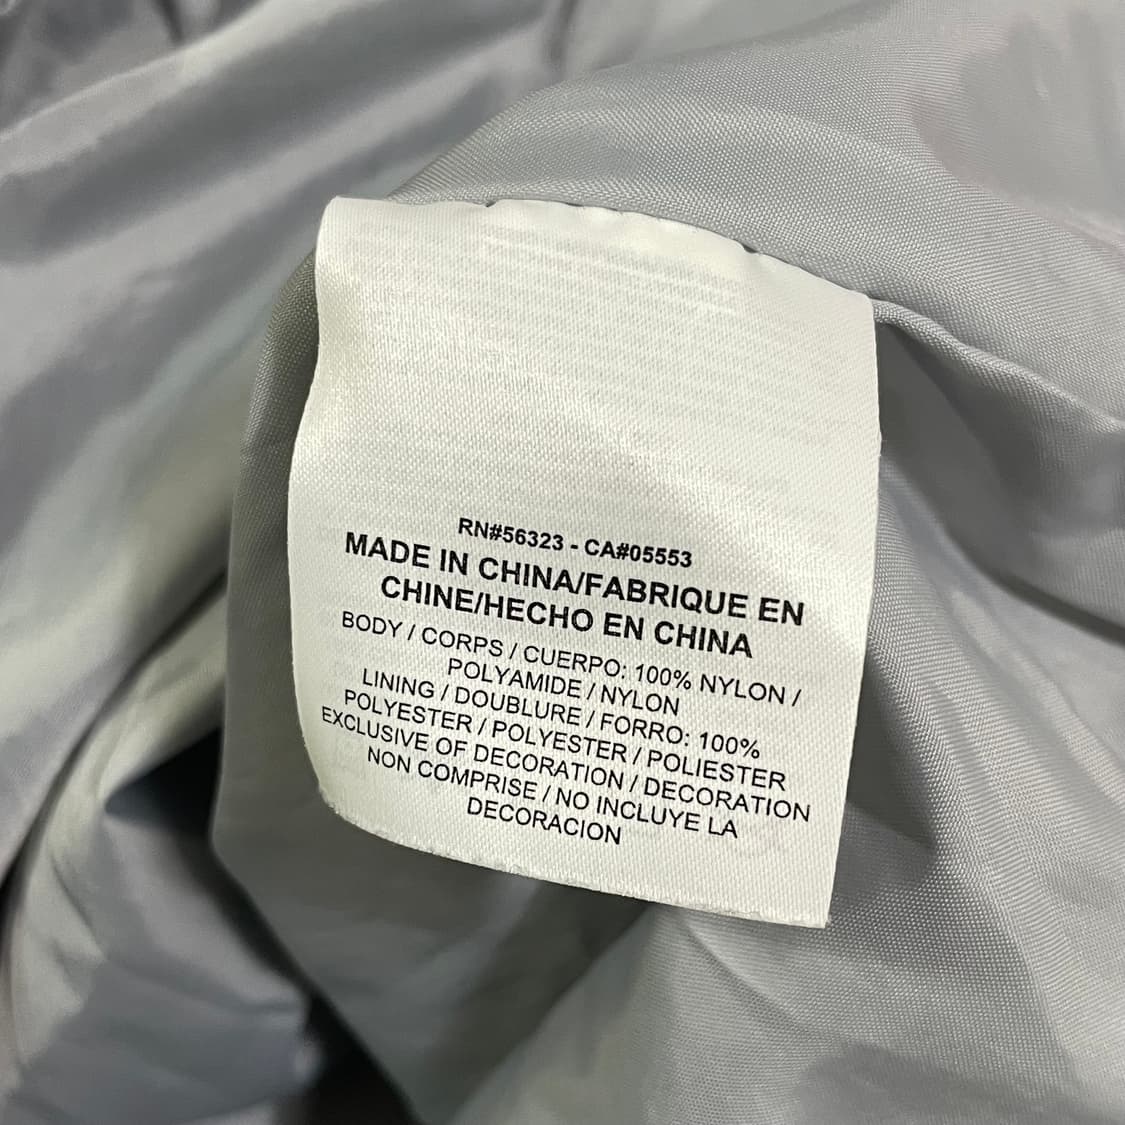 RN#56323 - CA#05553
MADE IN CHINA/FABRIQUE EN
CHINE/HECHO EN CHINA
BODY / CORPS / CUERPO: 100% NYLON /
POLYAMIDE / NYLON
LINING / DOUBLURE / FORRO: 100%
POLYESTER / POLYESTER / POLIESTER
EXCLUSIVE OF DECORATION / DECORATION
NON COMPRISE / NO INCLUYE LA
DECORACION